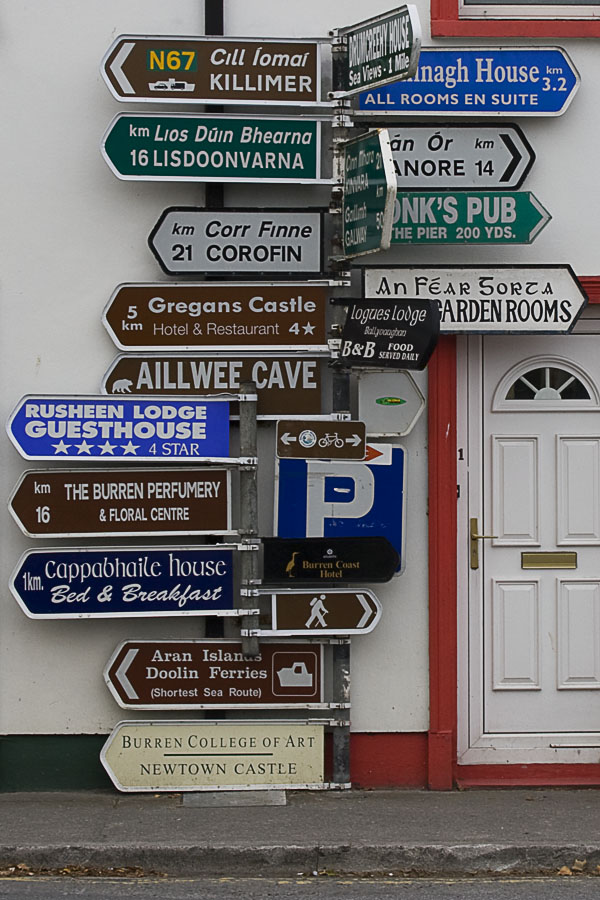 N67 Cill Íomaí
KILLIMER
DRUMCREEHY HOUSE
Sea Views - 1 Mile
nagh House km
3.2
ALL ROOMS EN SUITE
km Lios Dúin Bhearna
16 LISDOONVARNA
KINVARA
Gaillimh
GALWAY
án Ór km
ANORE 14
km Corr Finne
21 COROFIN
ONK'S PUB
THE PIER 200 YDS.
An Féar Gorta
GARDEN ROOMS
5
km
Gregans Castle
Hotel & Restaurant 4★
Logues Lodge
Ballyvaughan
B&B FOOD
SERVED DAILY
AILLWEE CAVE
RUSHEEN LODGE
GUESTHOUSE
★★★★ 4 STAR
P
km
16
THE BURREN PERFUMERY
& FLORAL CENTRE
1km.
Cappabhaile house
Bed & Breakfast
Burren Coast
Hotel
1
Aran Islands
Doolin Ferries
(Shortest Sea Route)
BURREN COLLEGE OF ART
NEWTOWN CASTLE